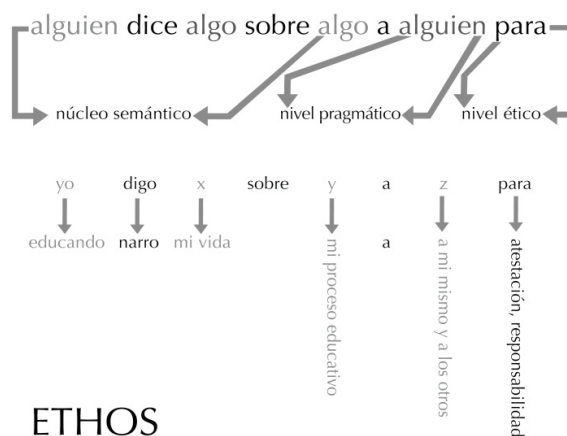 alguien dice algo sobre algo a alguien para
núcleo semántico nivel pragmático nivel ético
yo digo x sobre y a z para
educando narro mi vida a
mi proceso educativo
a mi mismo y a los otros
atestación, responsabilidad
ETHOS